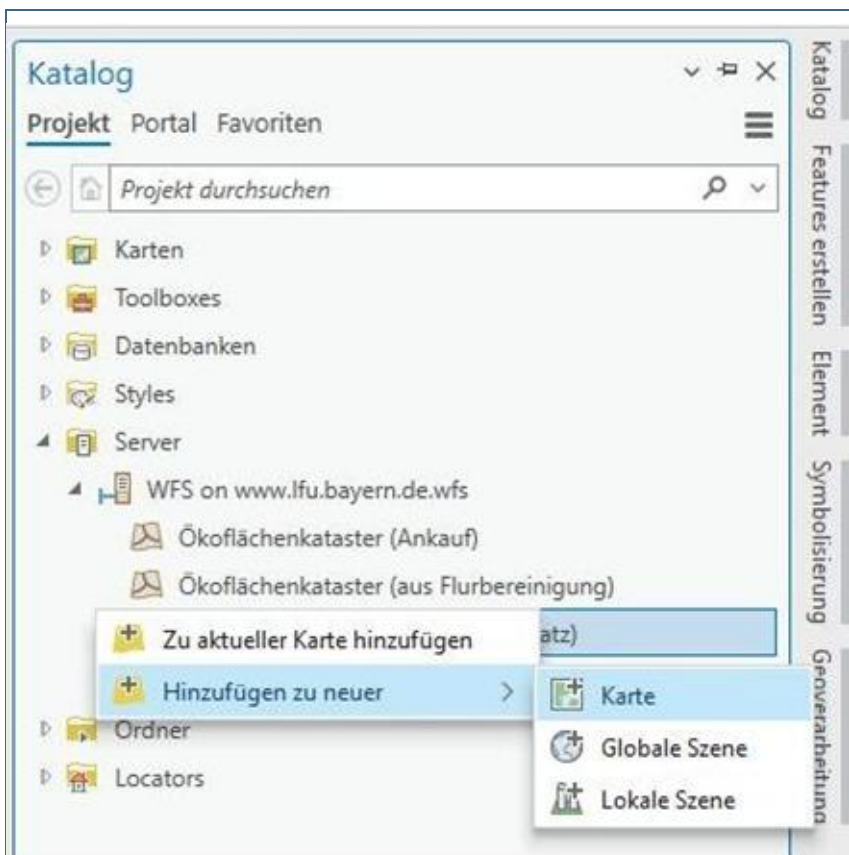 Katalog
Projekt Portal Favoriten
Projekt durchsuchen
Karten
Toolboxes
Datenbanken
Styles
Server
WFS on www.lfu.bayern.de.wfs
Ökoflächenkataster (Ankauf)
Ökoflächenkataster (aus Flurbereinigung)
atz)
Zu aktueller Karte hinzufügen
Hinzufügen zu neuer
Karte
Globale Szene
Lokale Szene
Ordner
Locators
Katalog
Features erstellen
Element
Symbolisierung
Geoverarbeitung